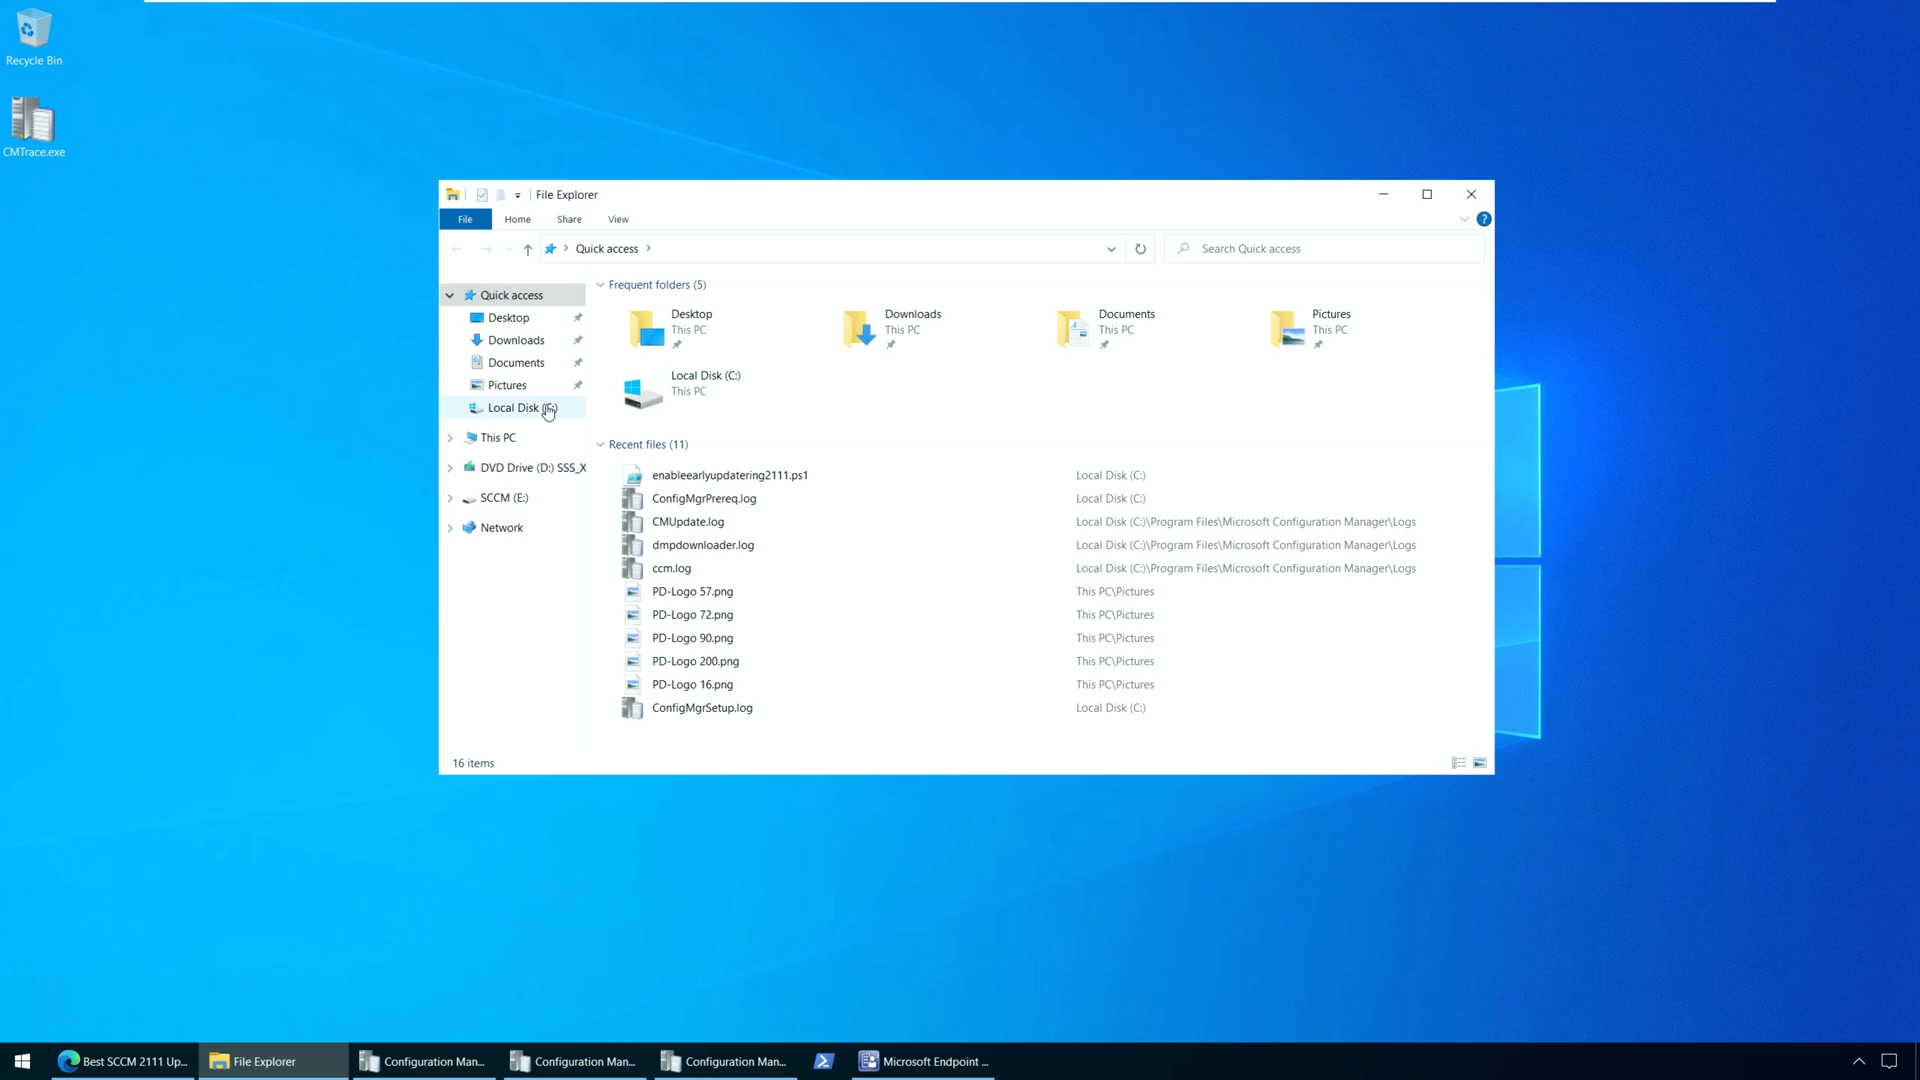 Recycle Bin
CMTrace.exe
File Explorer
File
Home
Share
View
Quick access
Search Quick access
Quick access
Desktop
Downloads
Documents
Pictures
Local Disk
This PC
DVD Drive (D:) SSS_X
SCCM (E:)
Network
Frequent folders (5)
Desktop
This PC
Downloads
This PC
Documents
This PC
Pictures
This PC
Local Disk (C:)
This PC
Recent files (11)
enableearlyupdatering2111.ps1 Local Disk (C:)
ConfigMgrPrereq.log Local Disk (C:)
CMUpdate.log Local Disk (C:)\Program Files\Microsoft Configuration Manager\Logs
dmpdownloader.log Local Disk (C:)\Program Files\Microsoft Configuration Manager\Logs
ccm.log Local Disk (C:)\Program Files\Microsoft Configuration Manager\Logs
PD-Logo 57.png This PC\Pictures
PD-Logo 72.png This PC\Pictures
PD-Logo 90.png This PC\Pictures
PD-Logo 200.png This PC\Pictures
PD-Logo 16.png This PC\Pictures
ConfigMgrSetup.log Local Disk (C:)
16 items
Best SCCM 2111 Up...
File Explorer
Configuration Man...
Configuration Man...
Configuration Man...
Microsoft Endpoint ...